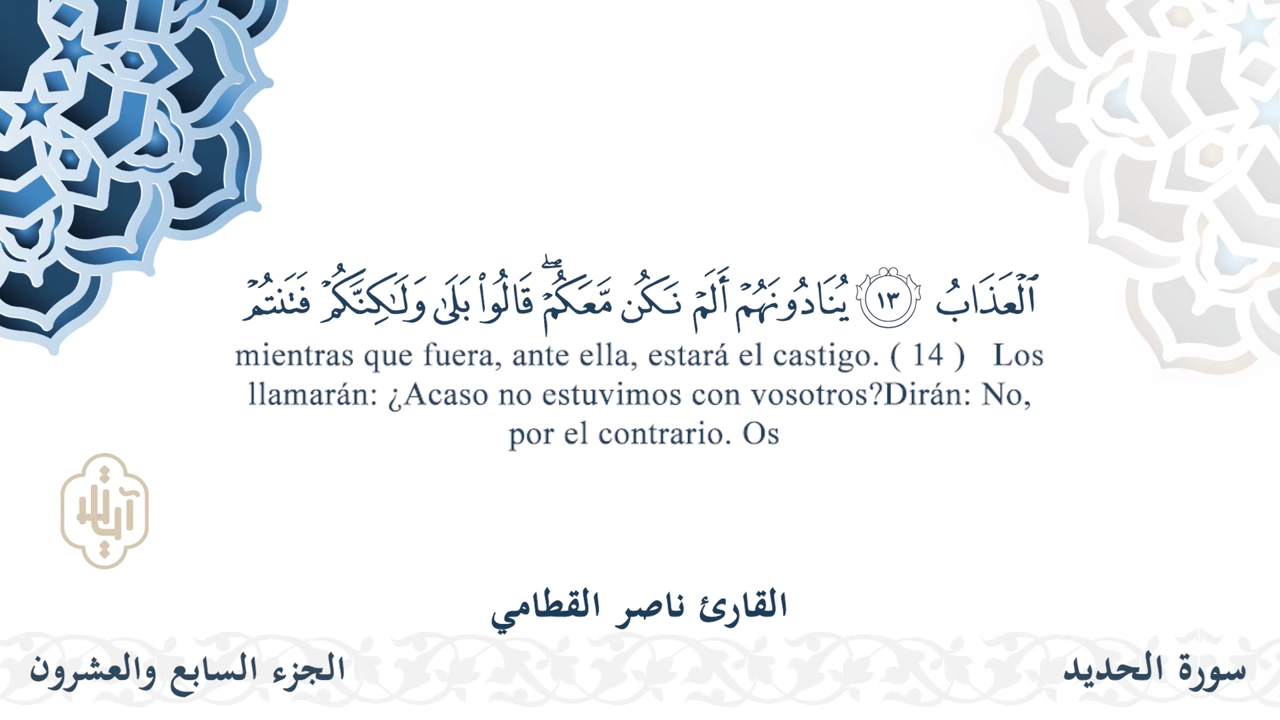 ٱلۡعَذَابُ ١٣ يُنَادُونَهُمۡ أَلَمۡ نَكُن مَّعَكُمۡۖ قَالُواْ بَلَىٰ وَلَٰكِنَّكُمۡ فَتَنتُمۡ
mientras que fuera, ante ella, estará el castigo. ( 14 ) Los
llamarán: ¿Acaso no estuvimos con vosotros?Dirán: No,
por el contrario. Os
آيات
القارئ ناصر القطامي
سورة الحديد
الجزء السابع والعشرون